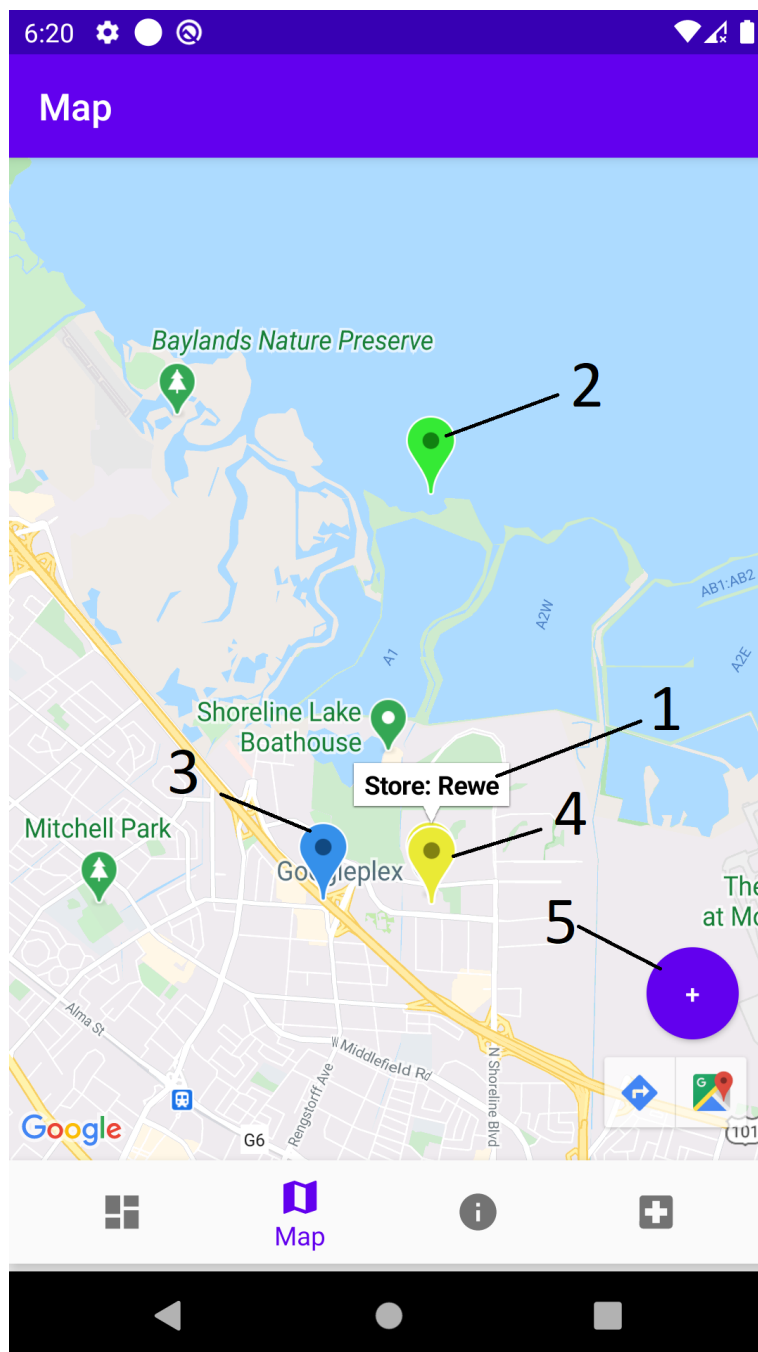 6:20
Map
Baylands Nature Preserve
2
AB1:AB2
A2W
A1
A2E
Shoreline Lake
Boathouse
1
Store: Rewe
3
4
Mitchell Park
Googleplex
The
at Mo
5
+
Alma St
W Middlefield Rd
Rengstorff Ave
N Shoreline Blvd
G
Google
G6
101
Map